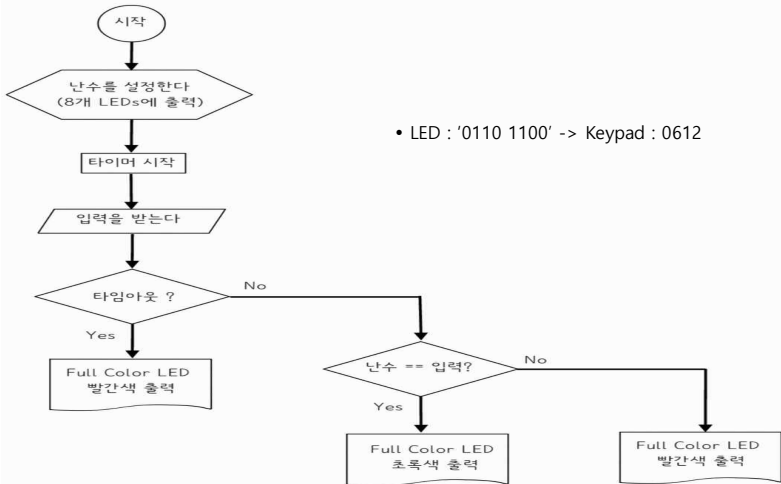 시작
난수를 설정한다
(8개 LEDs에 출력)
• LED : '0110 1100' -> Keypad : 0612
타이머 시작
입력을 받는다
타임아웃 ?
No
Yes
Full Color LED
빨간색 출력
난수 == 입력?
No
Yes
Full Color LED
초록색 출력
Full Color LED
빨간색 출력